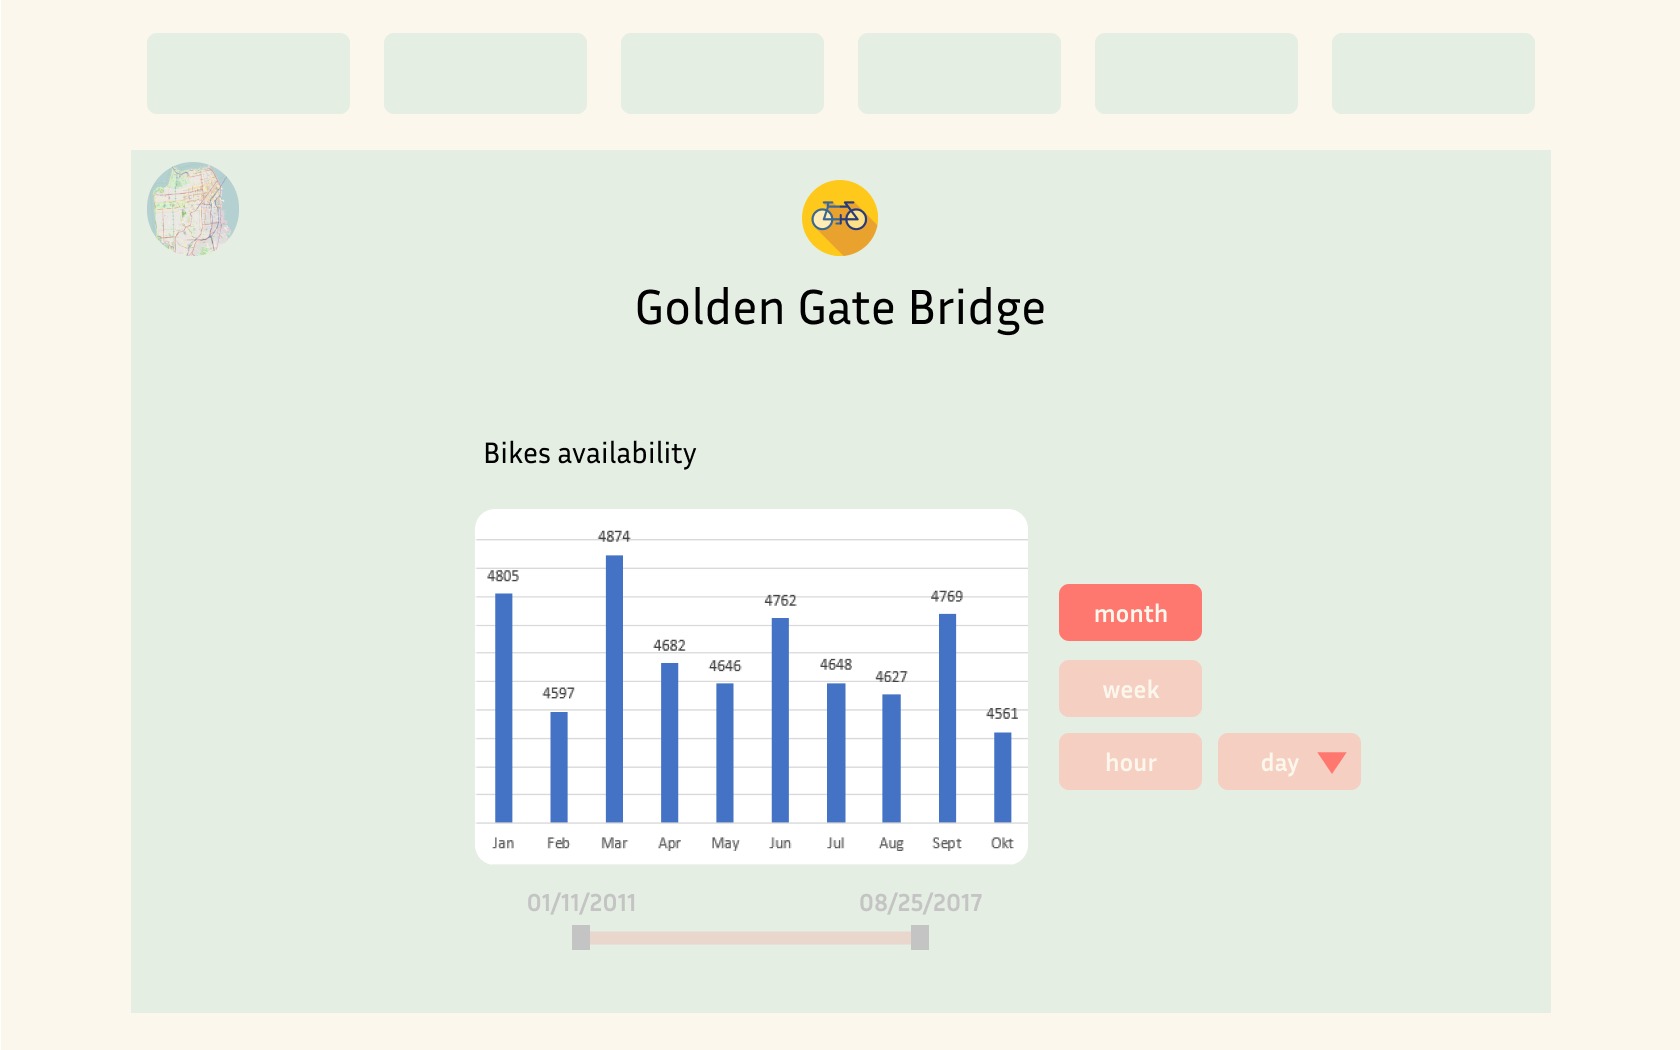 Golden Gate Bridge
Bikes availability
4874
4805
4762
4769
4682
4646
4648
4627
4597
4561
Jan Feb Mar Apr May Jun Jul Aug Sept Okt
month
week
hour day
01/11/2011 08/25/2017